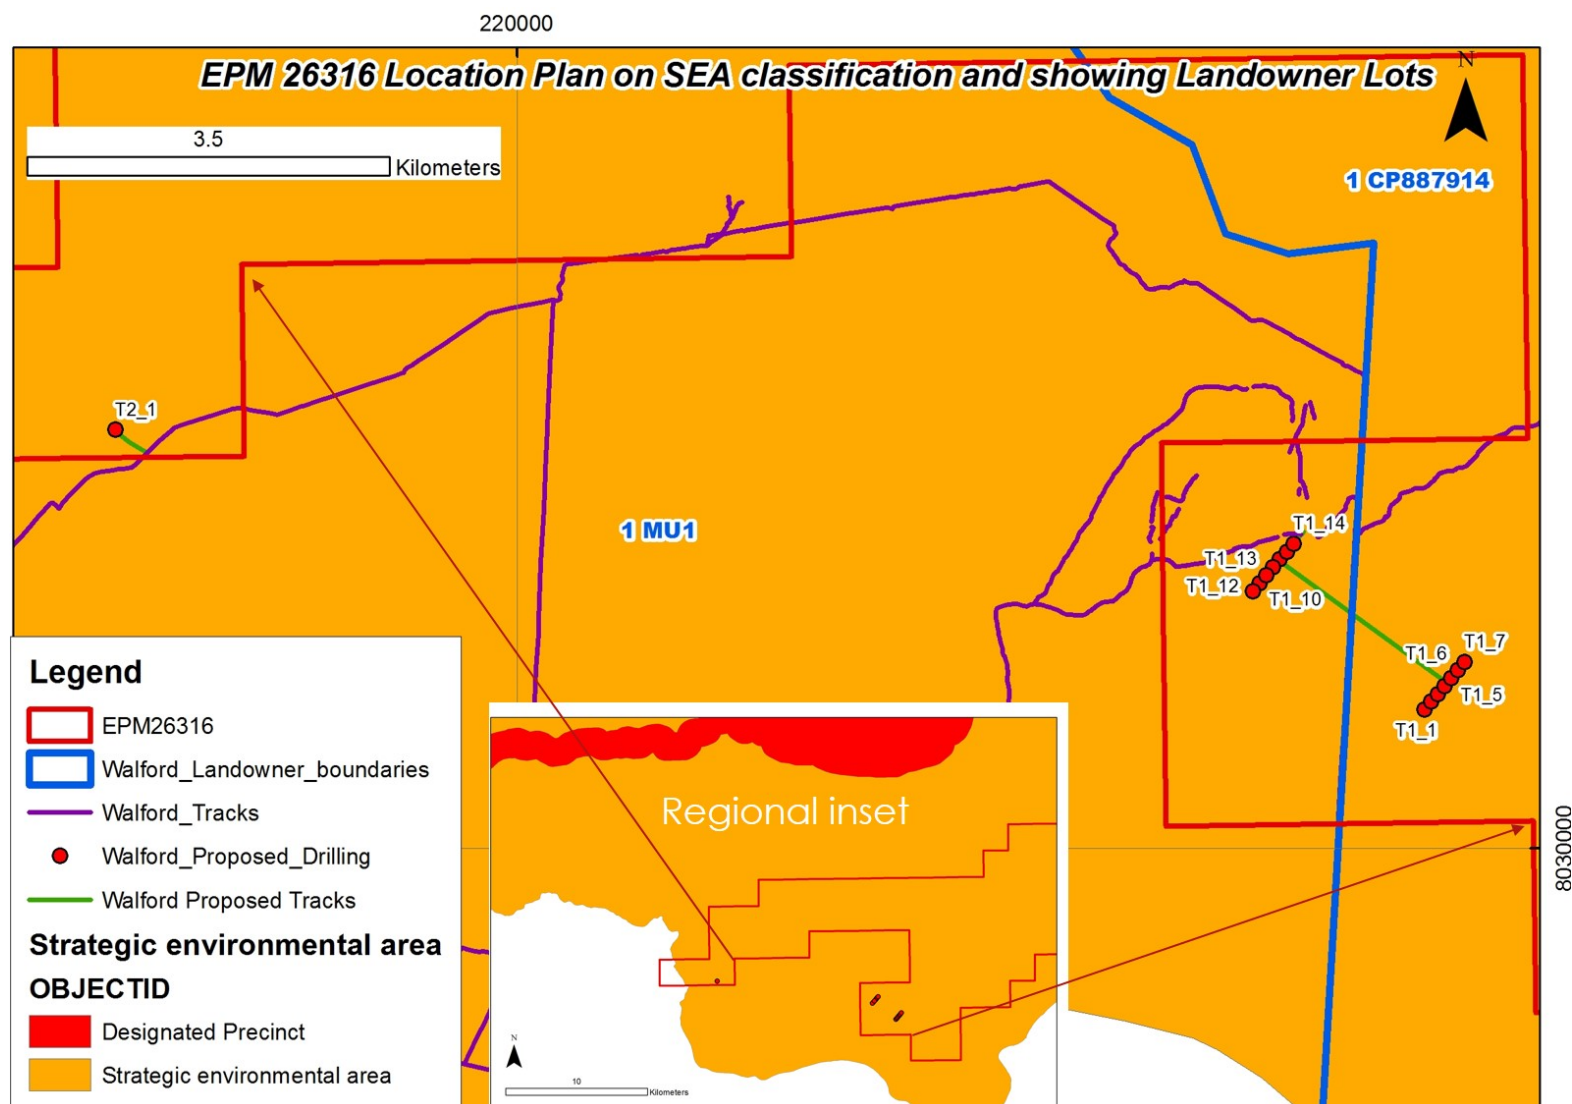 220000
EPM 26316 Location Plan on SEA classification and showing Landowner Lots
N
3.5
Kilometers
1 CP887914
T2_1
1 MU1
T1_14
T1_13
T1_12
T1_10
T1_7
T1_6
T1_5
T1_1
8030000
Legend
EPM26316
Walford_Landowner_boundaries
Walford_Tracks
Walford_Proposed_Drilling
Walford Proposed Tracks
Strategic environmental area
OBJECTID
Designated Precinct
Strategic environmental area
Regional inset
N
10
Kilometers